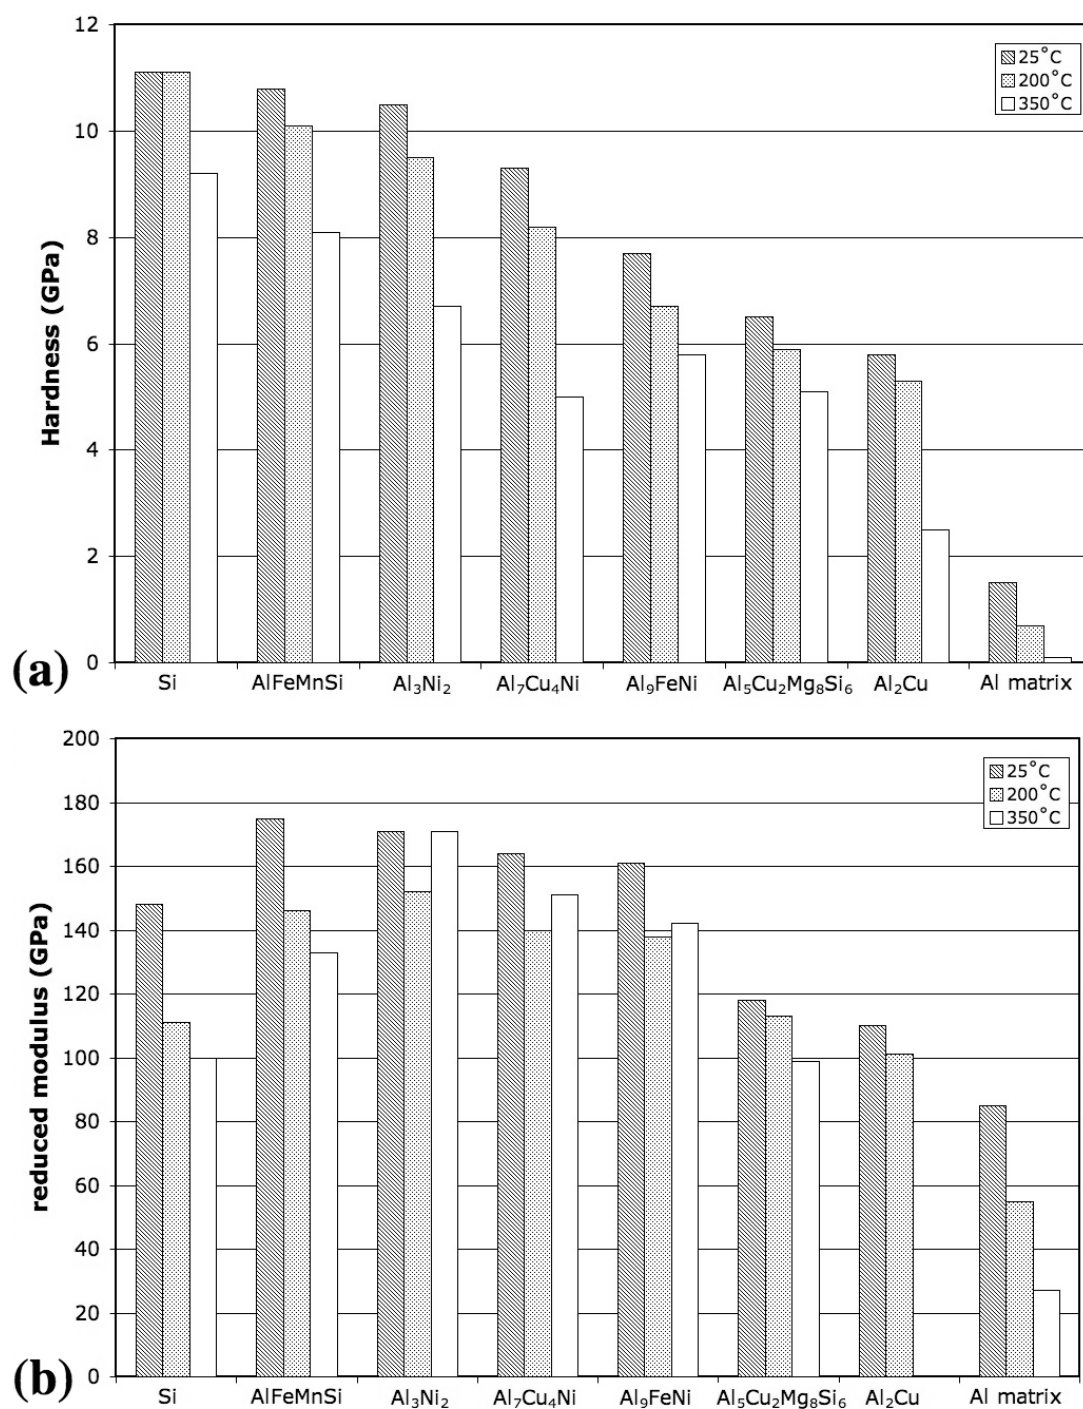 12
10
8
6
4
2
0
Hardness (GPa)
25°C
200°C
350°C
(a)
Si AlFeMnSi Al₃Ni₂ Al₇Cu₄Ni Al₉FeNi Al₅Cu₂Mg₈Si₆ Al₂Cu Al matrix
200
180
160
140
120
100
80
60
40
20
0
reduced modulus (GPa)
25°C
200°C
350°C
(b)
Si AlFeMnSi Al₃Ni₂ Al₇Cu₄Ni Al₉FeNi Al₅Cu₂Mg₈Si₆ Al₂Cu Al matrix